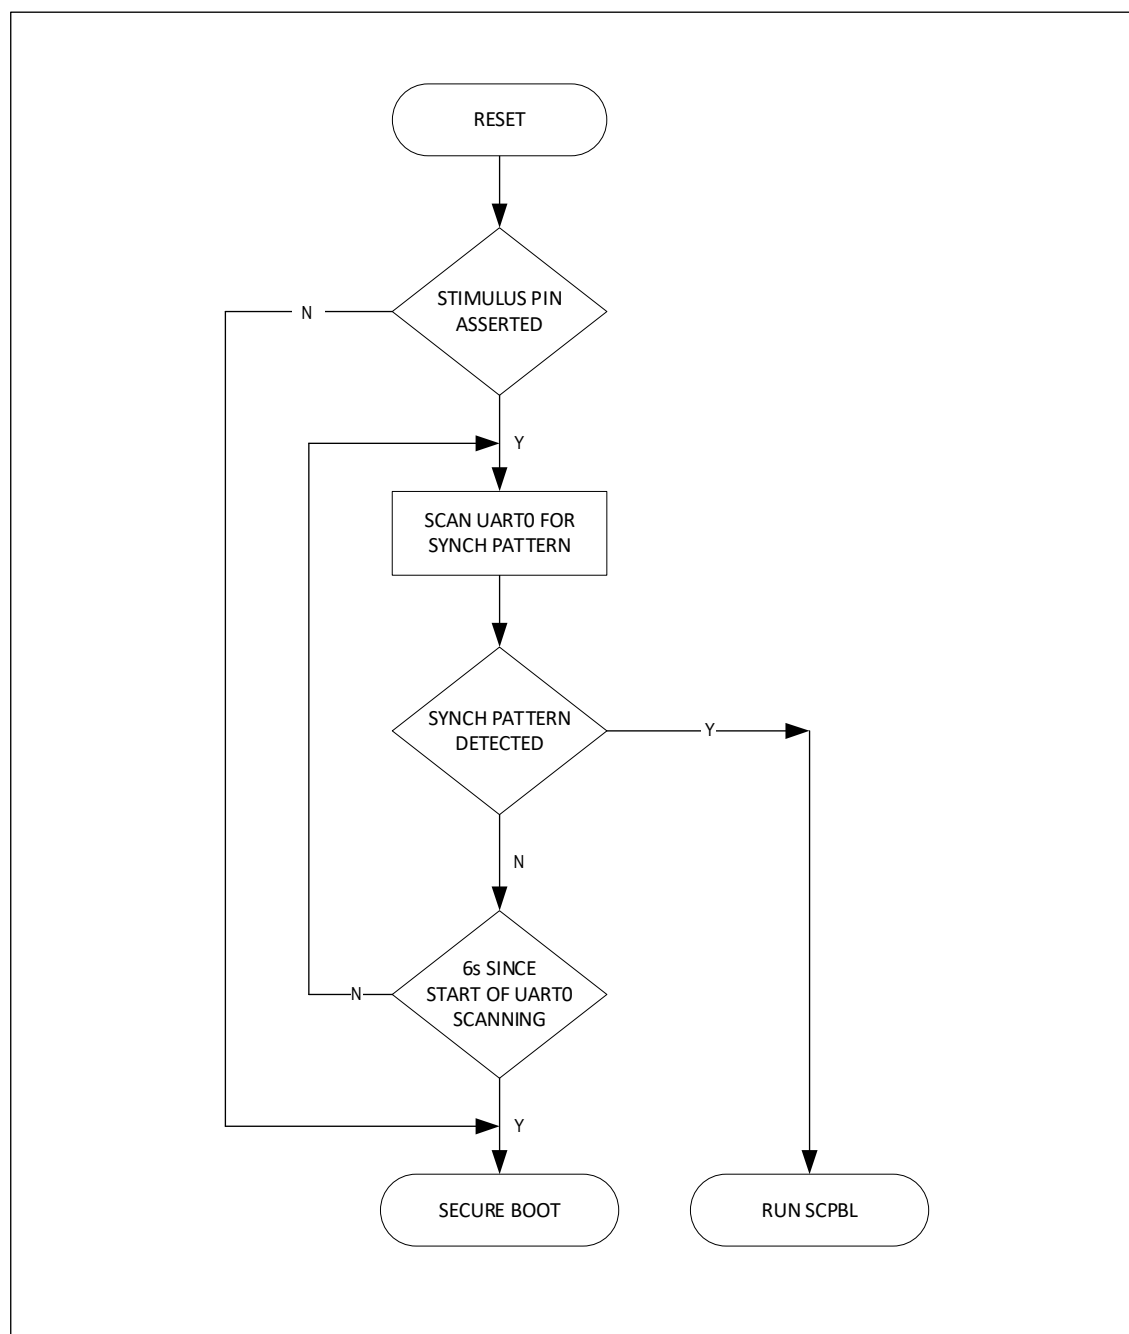 RESET
STIMULUS PIN
ASSERTED
N
Y
SCAN UART0 FOR
SYNCH PATTERN
SYNCH PATTERN
DETECTED
Y
N
6s SINCE
START OF UART0
SCANNING
N
Y
SECURE BOOT
RUN SCPBL